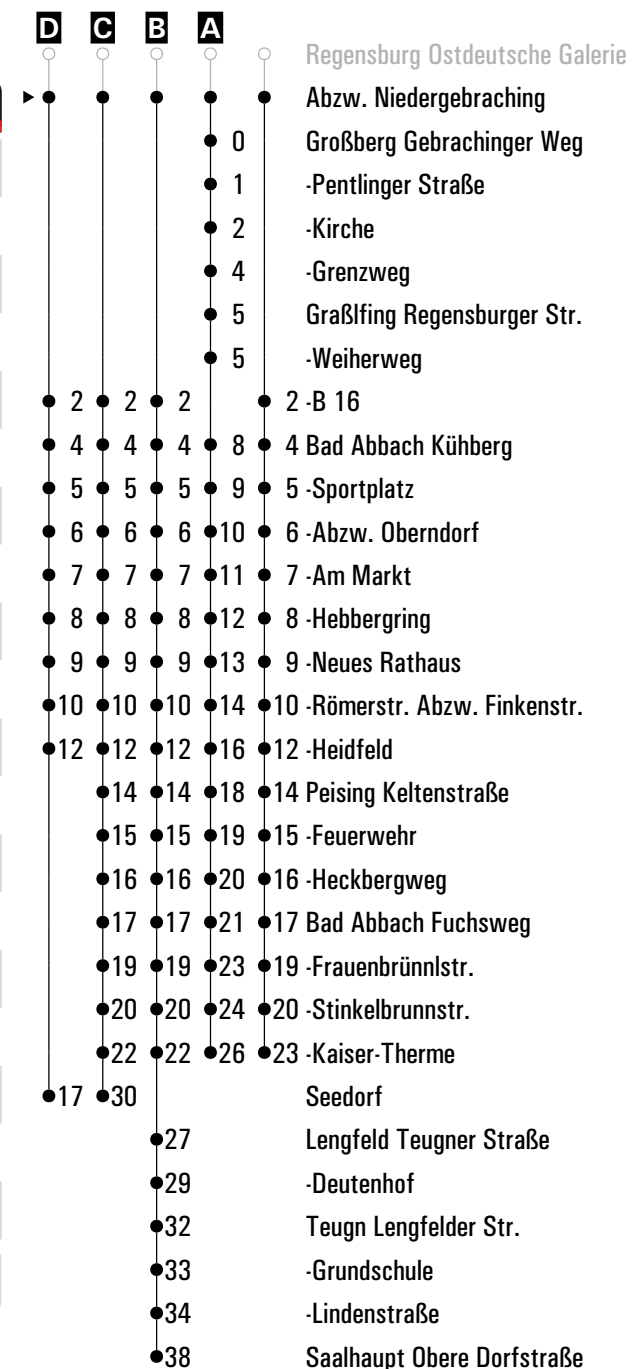 D C B A
Regensburg Ostdeutsche Galerie
Abzw. Niedergebraching
0 Großberg Gebrachinger Weg
1 -Pentlinger Straße
2 -Kirche
4 -Grenzweg
5 Graßlfing Regensburger Str.
5 -Weiherweg
2 2 2 2 -B 16
4 4 4 8 4 Bad Abbach Kühberg
5 5 5 9 5 -Sportplatz
6 6 6 10 6 -Abzw. Oberndorf
7 7 7 11 7 -Am Markt
8 8 8 12 8 -Hebbergring
9 9 9 13 9 -Neues Rathaus
10 10 10 14 10 -Römerstr. Abzw. Finkenstr.
12 12 12 16 12 -Heidfeld
14 14 18 14 Peising Keltenstraße
15 15 19 15 -Feuerwehr
16 16 20 16 -Heckbergweg
17 17 21 17 Bad Abbach Fuchsweg
19 19 23 19 -Frauenbrünnlstr.
20 20 24 20 -Stinkelbrunnstr.
22 22 26 23 -Kaiser-Therme
17 30 Seedorf
27 Lengfeld Teugner Straße
29 -Deutenhof
32 Teugn Lengfelder Str.
33 -Grundschule
34 -Lindenstraße
38 Saalhaupt Obere Dorfstraße